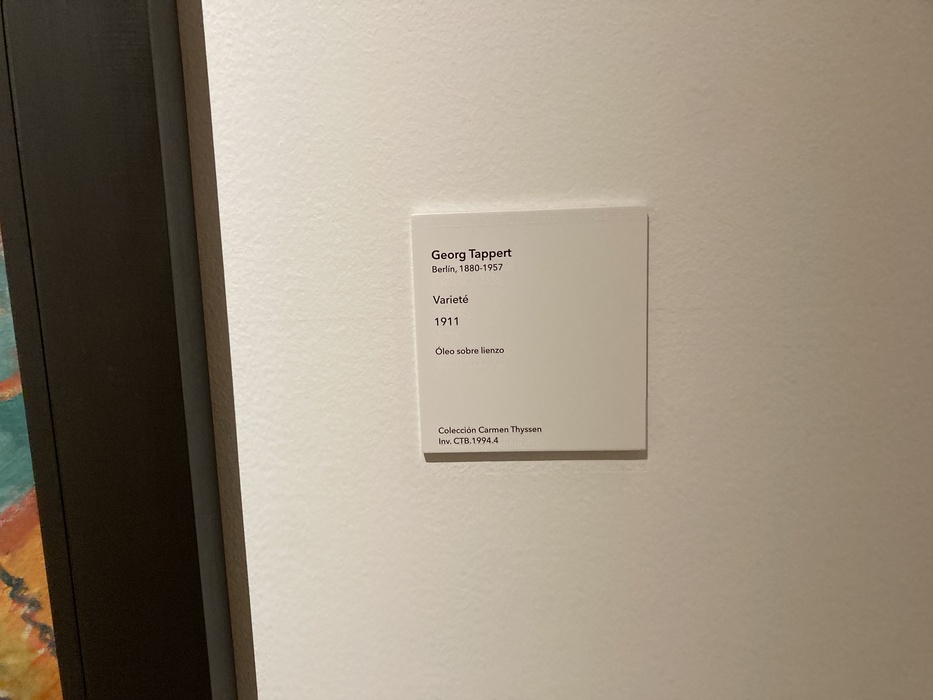 Georg Tappert
Berlín, 1880-1957
Varieté
1911
Óleo sobre lienzo
Colección Carmen Thyssen
Inv. CTB.1994.4